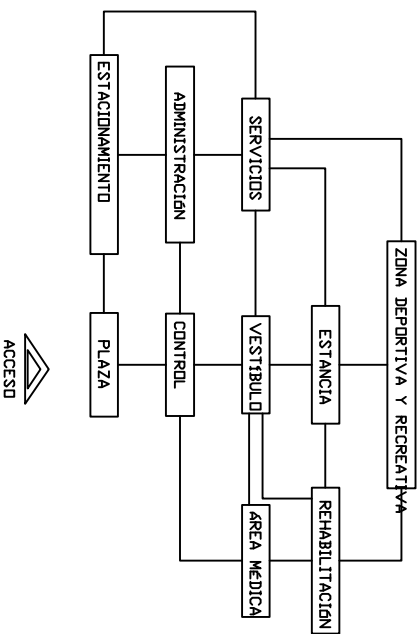 ZONA DEPORTIVA Y RECREATIVA
ESTANCIA
REHABILITACIÓN
SERVICIOS
VESTÍBULO
ÁREA MÉDICA
ADMINISTRACIÓN
CONTROL
ESTACIONAMIENTO
PLAZA
ACCESO